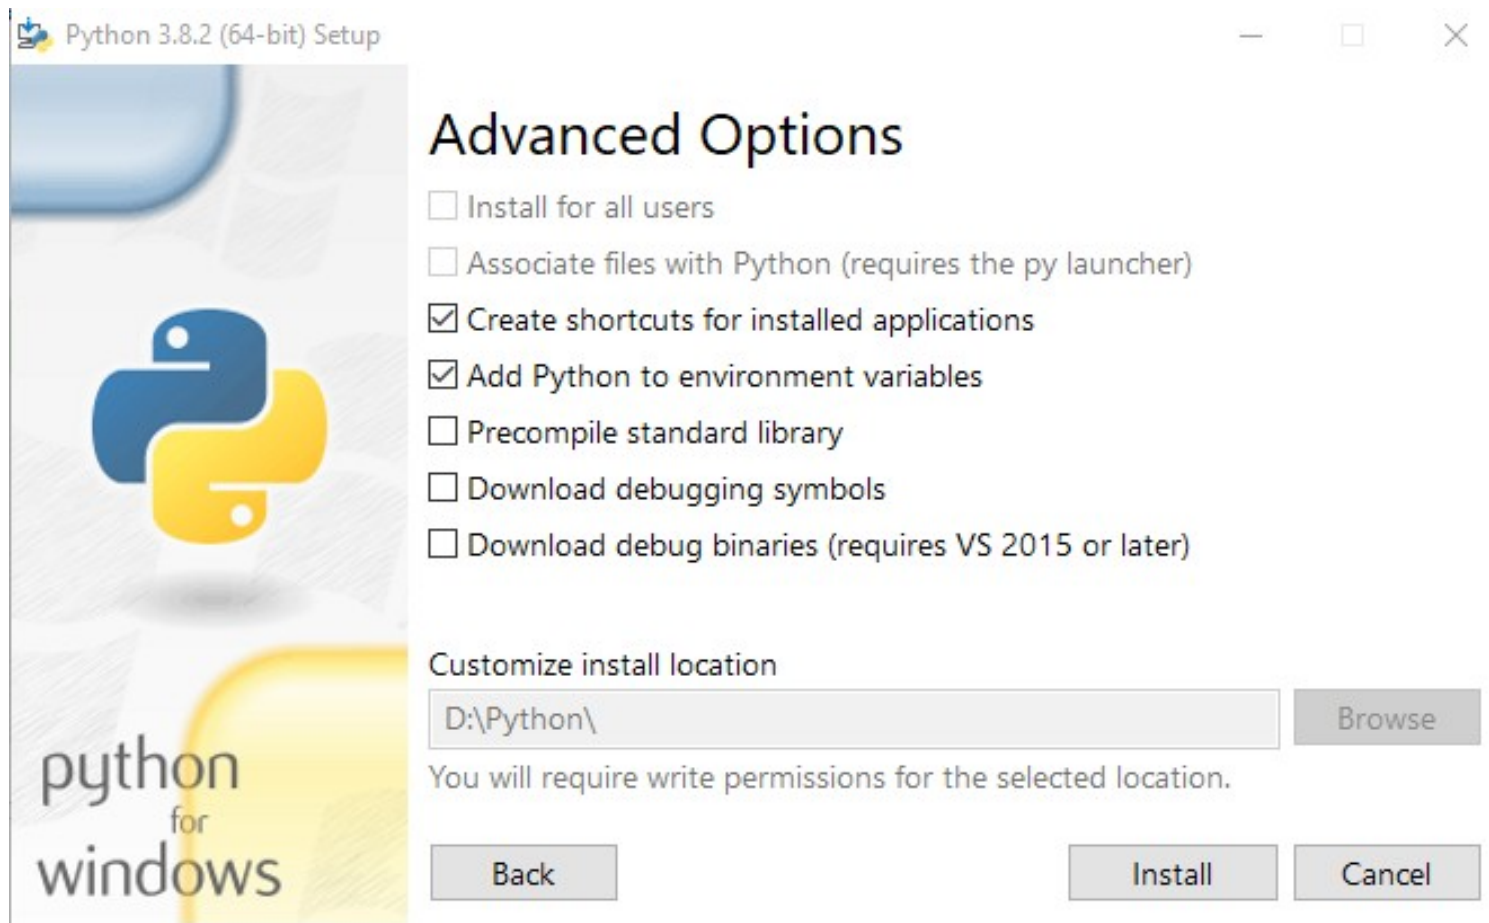 Python 3.8.2 (64-bit) Setup
Advanced Options
Install for all users
Associate files with Python (requires the py launcher)
Create shortcuts for installed applications
Add Python to environment variables
Precompile standard library
Download debugging symbols
Download debug binaries (requires VS 2015 or later)
Customize install location
D:\Python\
Browse
You will require write permissions for the selected location.
python
for
windows
Back
Install
Cancel